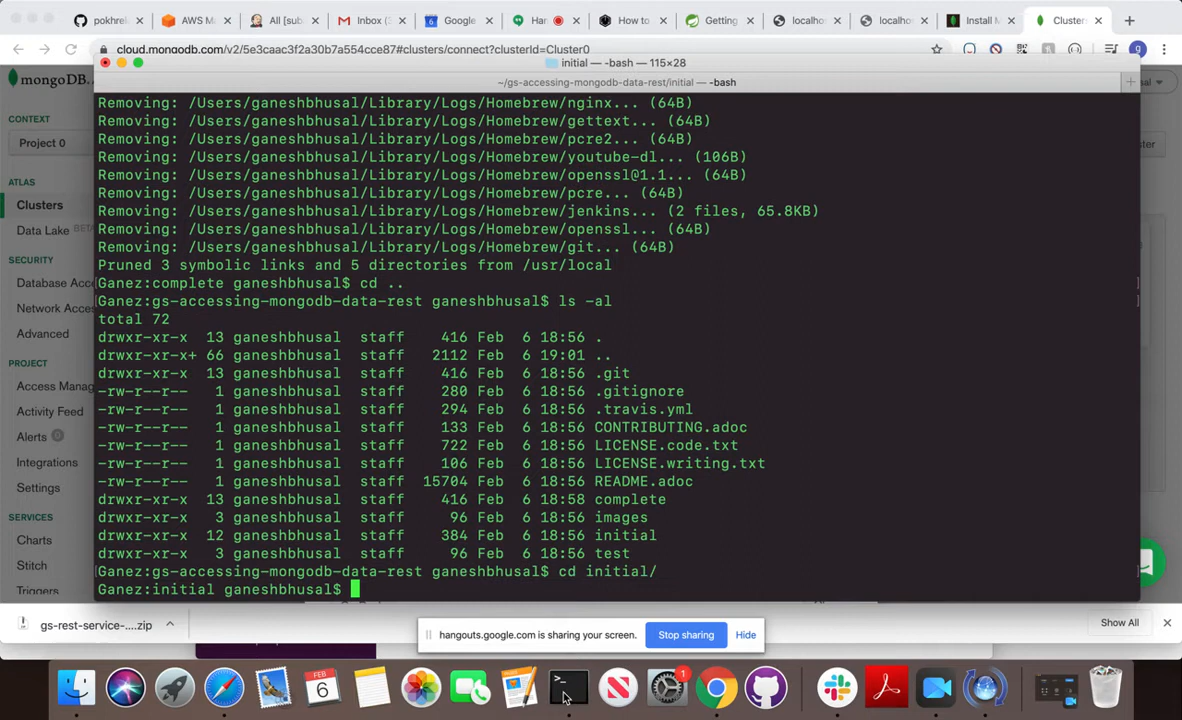 pokhrel
AWS M
All [sub
Inbox (
Google
Han
How to
Getting
localhos
localhos
Install M
Cluster
cloud.mongodb.com/v2/5e3caac3f2a30b7a554cce87#clusters/connect?clusterId=Cluster0
g
initial — -bash — 115×28
~/gs-accessing-mongodb-data-rest/initial — -bash
mongoDB.
CONTEXT
Project 0
ATLAS
Clusters
Data Lake BETA
SECURITY
Database Acce
Network Access
Advanced
PROJECT
Access Manag
Activity Feed
Alerts 0
Integrations
Settings
SERVICES
Charts
Stitch
Triggers
Removing: /Users/ganeshbhusal/Library/Logs/Homebrew/nginx... (64B)
Removing: /Users/ganeshbhusal/Library/Logs/Homebrew/gettext... (64B)
Removing: /Users/ganeshbhusal/Library/Logs/Homebrew/pcre2... (64B)
Removing: /Users/ganeshbhusal/Library/Logs/Homebrew/youtube-dl... (106B)
Removing: /Users/ganeshbhusal/Library/Logs/Homebrew/openssl@1.1... (64B)
Removing: /Users/ganeshbhusal/Library/Logs/Homebrew/pcre... (64B)
Removing: /Users/ganeshbhusal/Library/Logs/Homebrew/jenkins... (2 files, 65.8KB)
Removing: /Users/ganeshbhusal/Library/Logs/Homebrew/openssl... (64B)
Removing: /Users/ganeshbhusal/Library/Logs/Homebrew/git... (64B)
Pruned 3 symbolic links and 5 directories from /usr/local
[Ganez:complete ganeshbhusal$ cd ..
[Ganez:gs-accessing-mongodb-data-rest ganeshbhusal$ ls -al
total 72
drwxr-xr-x 13 ganeshbhusal staff 416 Feb 6 18:56 .
drwxr-xr-x+ 66 ganeshbhusal staff 2112 Feb 6 19:01 ..
drwxr-xr-x 13 ganeshbhusal staff 416 Feb 6 18:56 .git
-rw-r--r-- 1 ganeshbhusal staff 280 Feb 6 18:56 .gitignore
-rw-r--r-- 1 ganeshbhusal staff 294 Feb 6 18:56 .travis.yml
-rw-r--r-- 1 ganeshbhusal staff 133 Feb 6 18:56 CONTRIBUTING.adoc
-rw-r--r-- 1 ganeshbhusal staff 722 Feb 6 18:56 LICENSE.code.txt
-rw-r--r-- 1 ganeshbhusal staff 106 Feb 6 18:56 LICENSE.writing.txt
-rw-r--r-- 1 ganeshbhusal staff 15704 Feb 6 18:56 README.adoc
drwxr-xr-x 13 ganeshbhusal staff 416 Feb 6 18:58 complete
drwxr-xr-x 3 ganeshbhusal staff 96 Feb 6 18:56 images
drwxr-xr-x 12 ganeshbhusal staff 384 Feb 6 18:56 initial
drwxr-xr-x 3 ganeshbhusal staff 96 Feb 6 18:56 test
[Ganez:gs-accessing-mongodb-data-rest ganeshbhusal$ cd initial/
Ganez:initial ganeshbhusal$
gs-rest-service-....zip
Show All
hangouts.google.com is sharing your screen.
Stop sharing
Hide
FEB
6
1